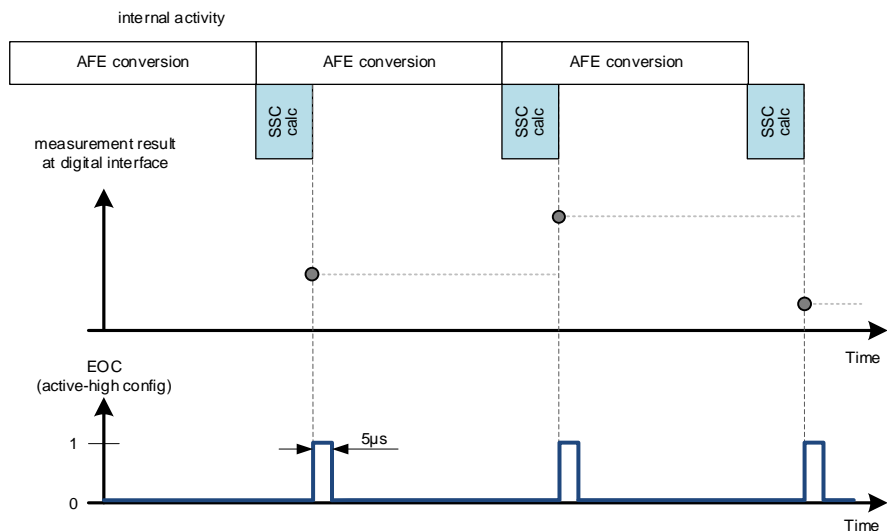 internal activity
AFE conversion
AFE conversion
AFE conversion
SSC
calc
SSC
calc
SSC
calc
measurement result
at digital interface
Time
EOC
(active-high config)
1
5µs
0
Time